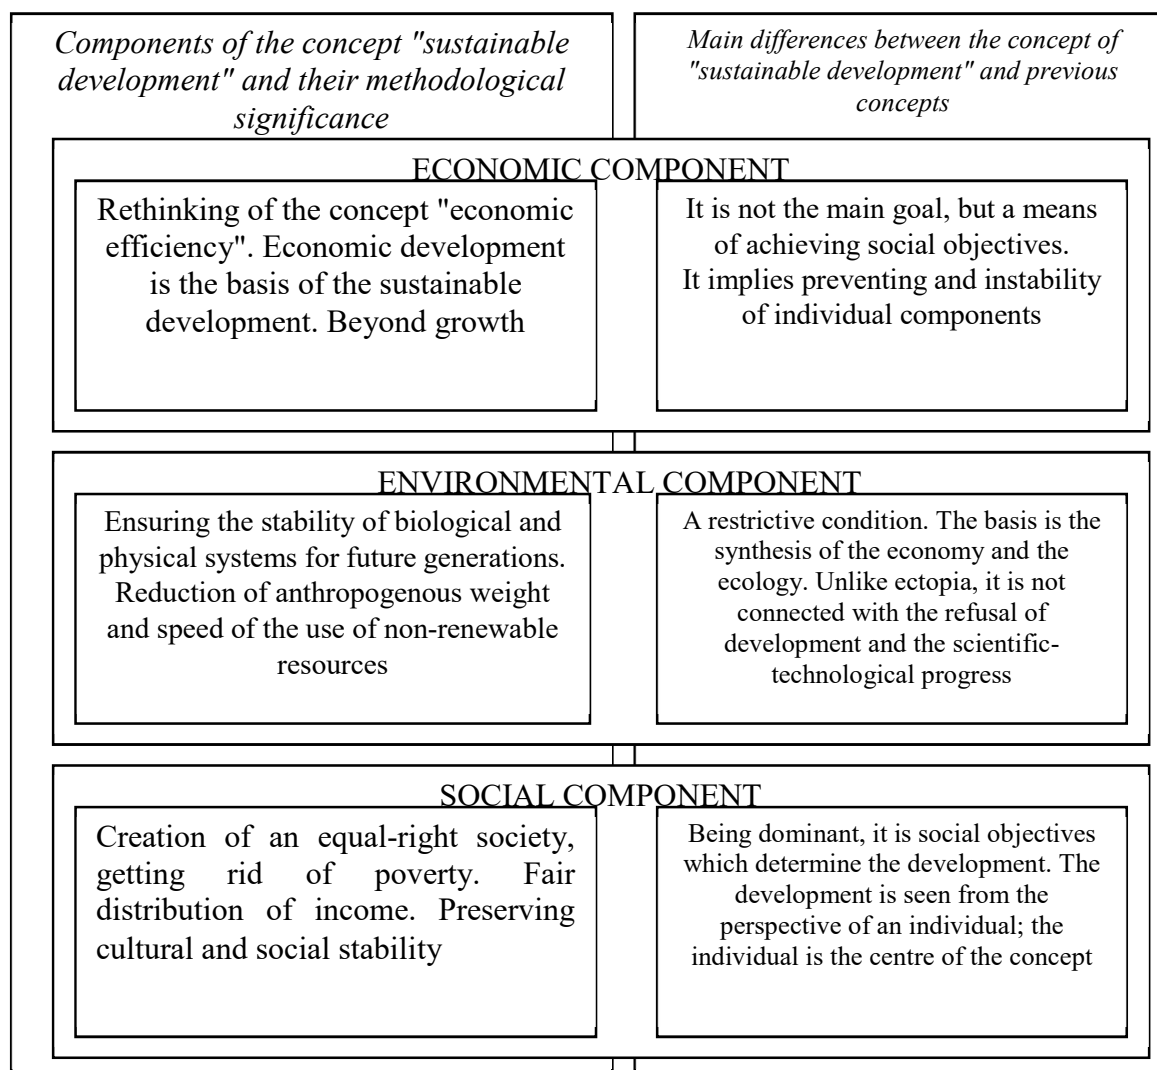 Components of the concept "sustainable
development" and their methodological
significance
Main differences between the concept of
"sustainable development" and previous
concepts
ECONOMIC COMPONENT
Rethinking of the concept "economic
efficiency". Economic development
is the basis of the sustainable
development. Beyond growth
It is not the main goal, but a means
of achieving social objectives.
It implies preventing and instability
of individual components
ENVIRONMENTAL COMPONENT
Ensuring the stability of biological and
physical systems for future generations.
Reduction of anthropogenous weight
and speed of the use of non-renewable
resources
A restrictive condition. The basis is the
synthesis of the economy and the
ecology. Unlike ectopia, it is not
connected with the refusal of
development and the scientific-
technological progress
SOCIAL COMPONENT
Creation of an equal-right society,
getting rid of poverty. Fair
distribution of income. Preserving
cultural and social stability
Being dominant, it is social objectives
which determine the development. The
development is seen from the
perspective of an individual; the
individual is the centre of the concept